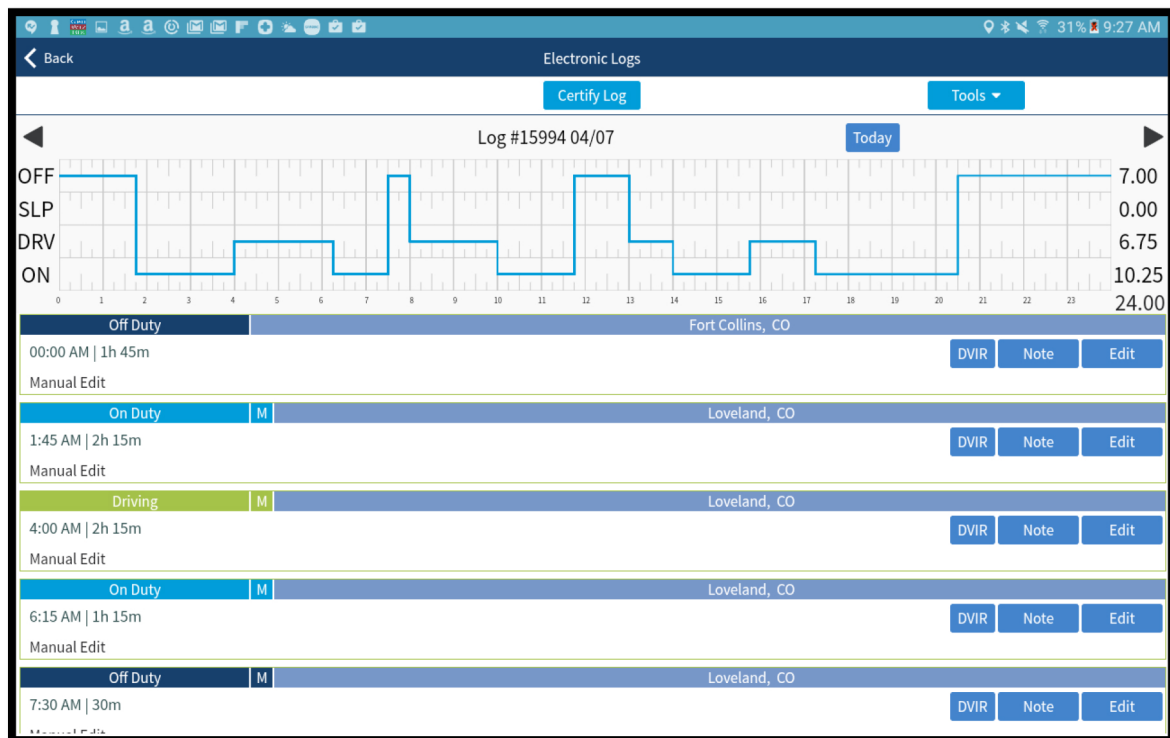 31% 9:27 AM
Back Electronic Logs
Certify Log Tools
Log #15994 04/07 Today
OFF 7.00
SLP 0.00
DRV 6.75
ON 10.25
0 1 2 3 4 5 6 7 8 9 10 11 12 13 14 15 16 17 18 19 20 21 22 23 24.00
Off Duty Fort Collins, CO
00:00 AM | 1h 45m DVIR Note Edit
Manual Edit
On Duty M Loveland, CO
1:45 AM | 2h 15m DVIR Note Edit
Manual Edit
Driving M Loveland, CO
4:00 AM | 2h 15m DVIR Note Edit
Manual Edit
On Duty M Loveland, CO
6:15 AM | 1h 15m DVIR Note Edit
Manual Edit
Off Duty M Loveland, CO
7:30 AM | 30m DVIR Note Edit
Manual Edit